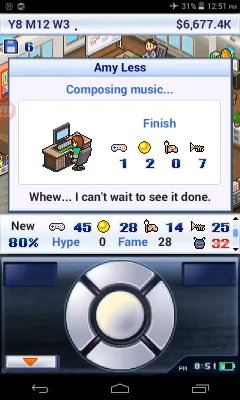 31% 12:51 PM
Y8 M12 W3 $6,677.4K
6
Amy Less
Composing music...
Finish
1 2 0 7
Whew... I can't wait to see it done.
New 45 28 14 25
80% Hype 0 Fame 28 32
PM 8:51